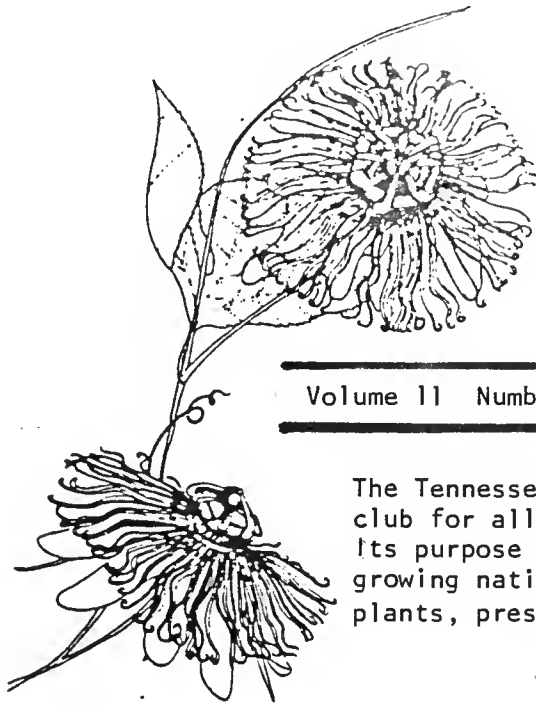 Volume 11 Numb
The Tennesse
club for all
Its purpose
growing nati
plants, pres